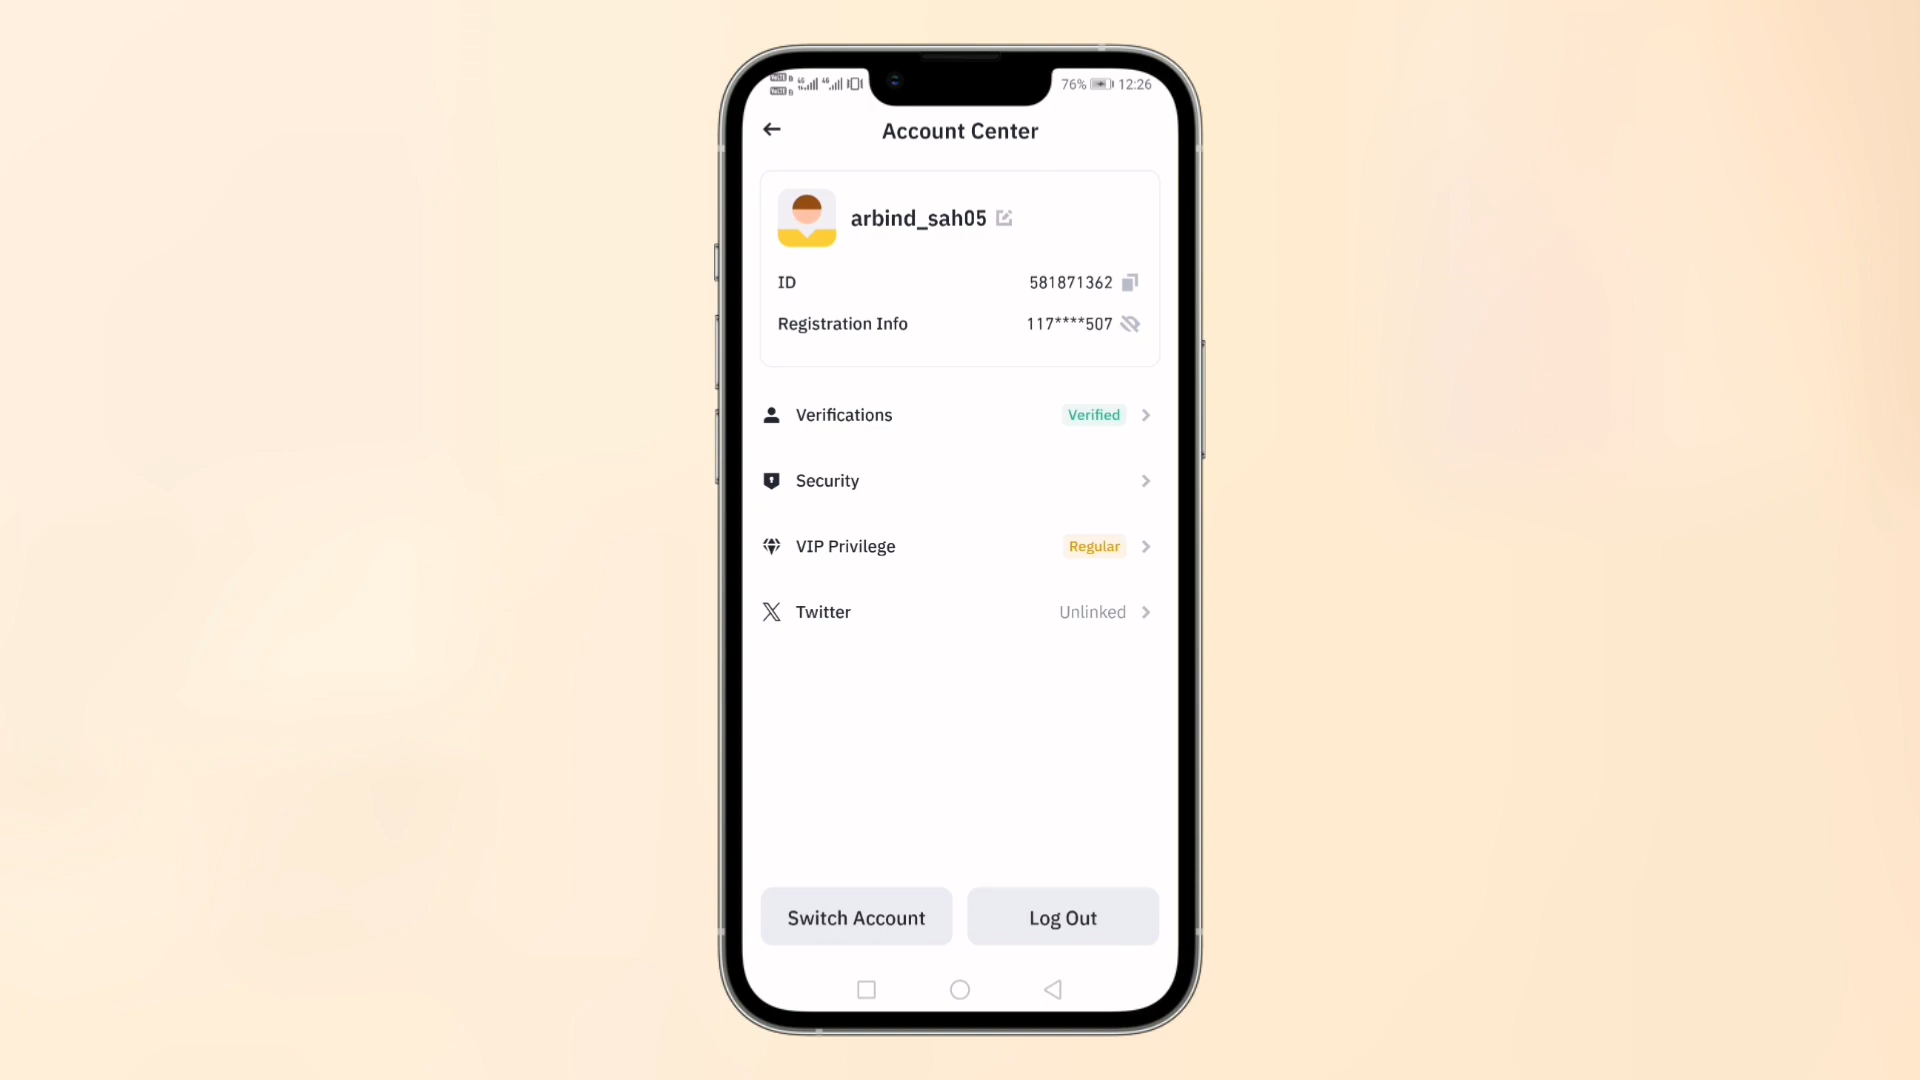 76% 12:26
Account Center
arbind_sah05
ID 581871362
Registration Info 117****507
Verifications Verified
Security
VIP Privilege Regular
Twitter Unlinked
Switch Account Log Out